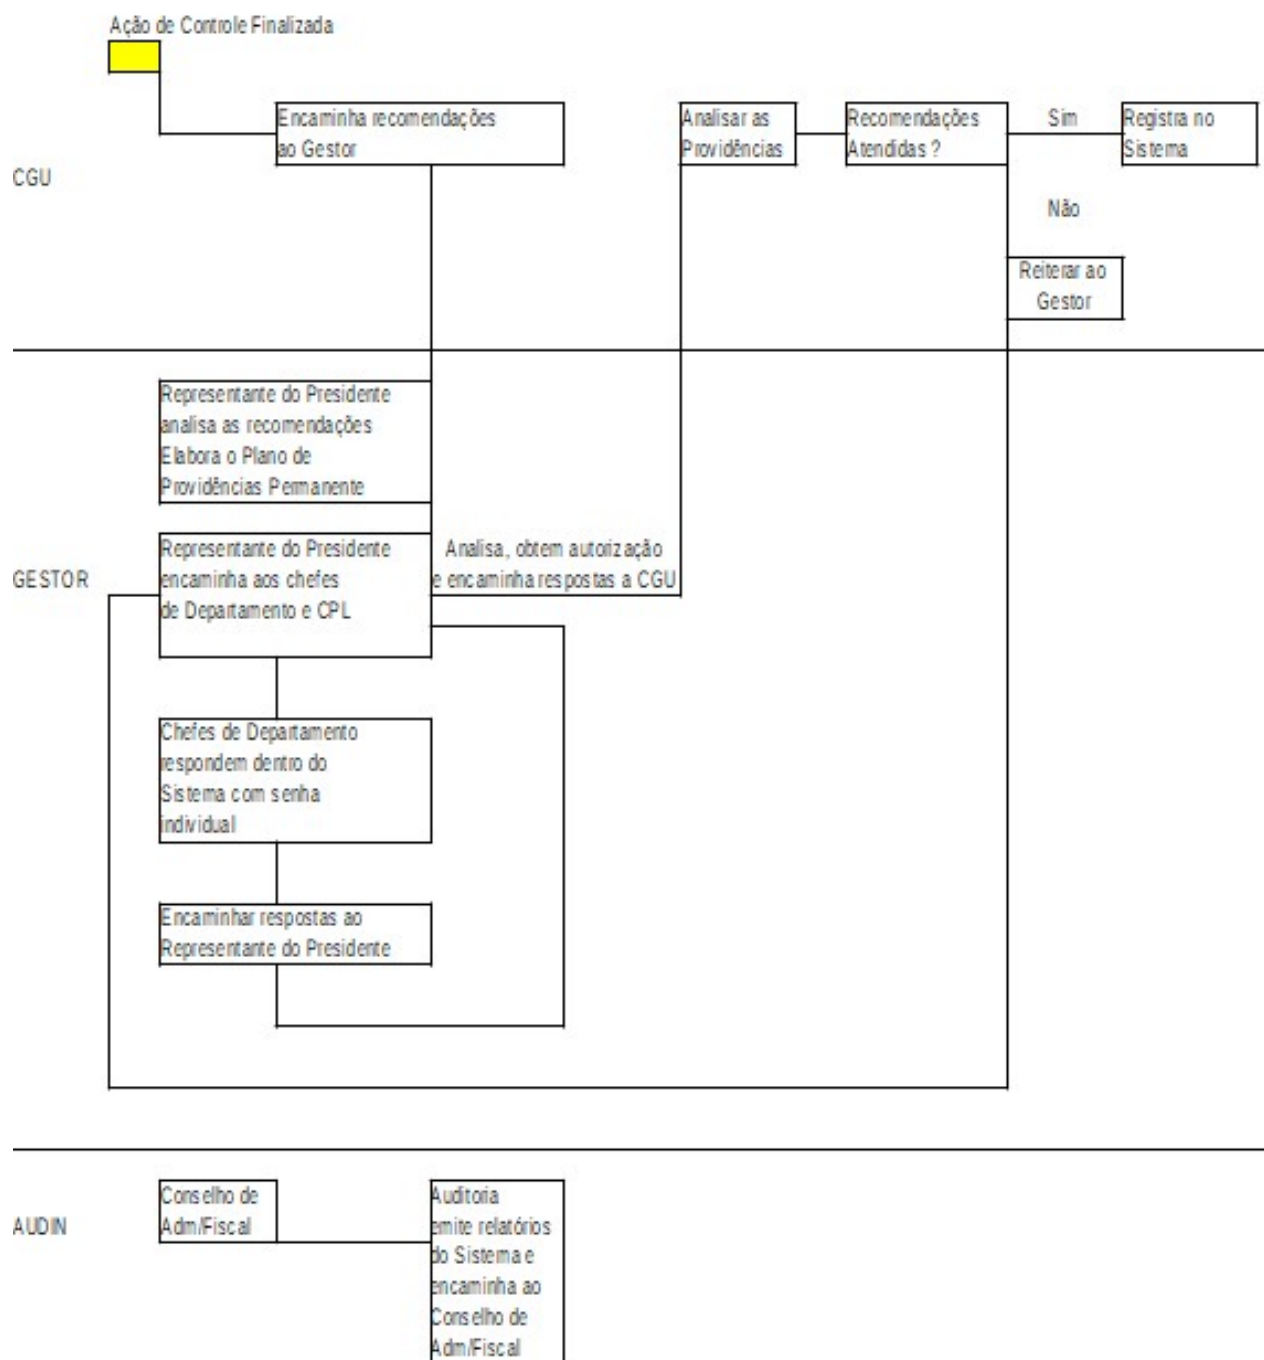 Ação de Controle Finalizada
Encaminha recomendações
ao Gestor
Analisar as
Providências
Recomendações
Atendidas ?
Sim
Registra no
Sistema
CGU
Não
Reiterar ao
Gestor
Representante do Presidente
analisa as recomendações
Elabora o Plano de
Providências Permanente
GESTOR
Representante do Presidente
encaminha aos chefes
de Departamento e CPL
Analisa, obtem autorização
e encaminha respostas a CGU
Chefes de Departamento
respondem dentro do
Sistema com senha
individual
Encaminhar respostas ao
Representante do Presidente
AUDIN
Conselho de
Adm/Fiscal
Auditoria
emite relatórios
do Sistema e
encaminha ao
Conselho de
Adm/Fiscal